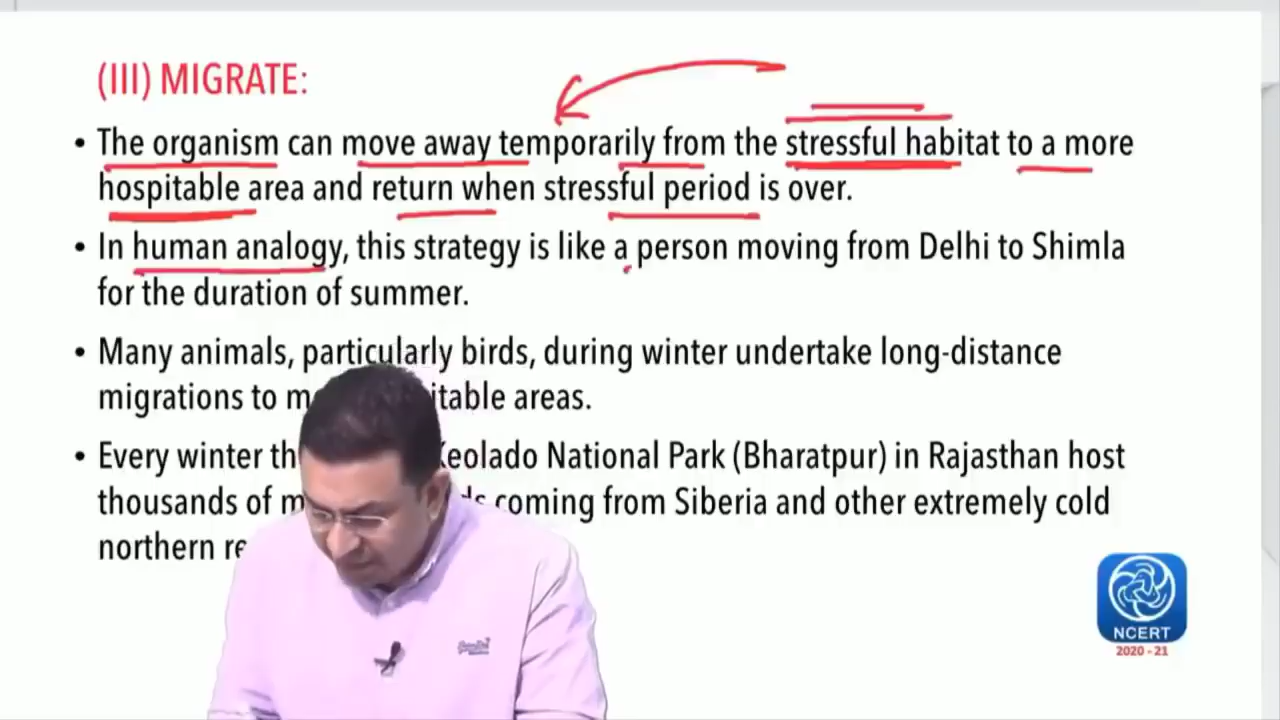 (III) MIGRATE:
• The organism can move away temporarily from the stressful habitat to a more
hospitable area and return when stressful period is over.
• In human analogy, this strategy is like a person moving from Delhi to Shimla
for the duration of summer.
• Many animals, particularly birds, during winter undertake long-distance
migrations to areas.
• Every winter Keolado National Park (Bharatpur) in Rajasthan host
thousands of coming from Siberia and other extremely cold
northern
NCERT
2020 - 21